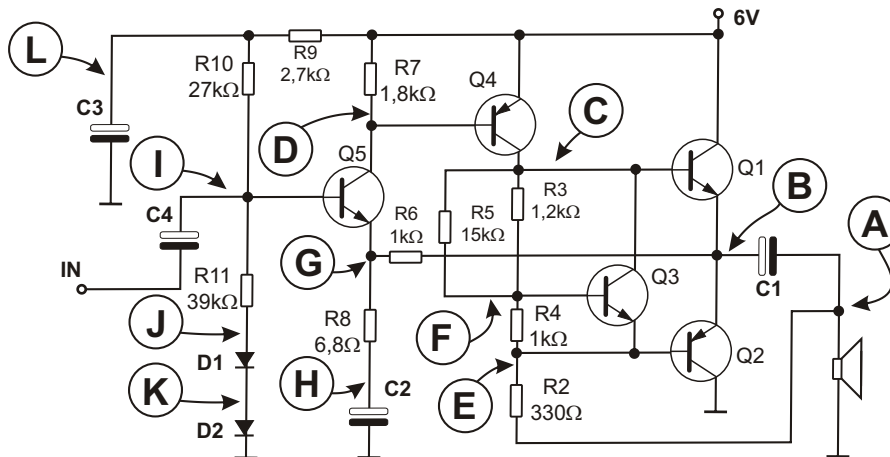 6V
L
C3
R10
27kΩ
R9
2,7kΩ
R7
1,8kΩ
Q4
D
C
I
Q5
Q1
C4
R6
1kΩ
R5
15kΩ
R3
1,2kΩ
B
A
IN
R11
39kΩ
G
Q3
C1
J
R8
6,8Ω
F
R4
1kΩ
D1
Q2
K
H
C2
E
R2
330Ω
D2